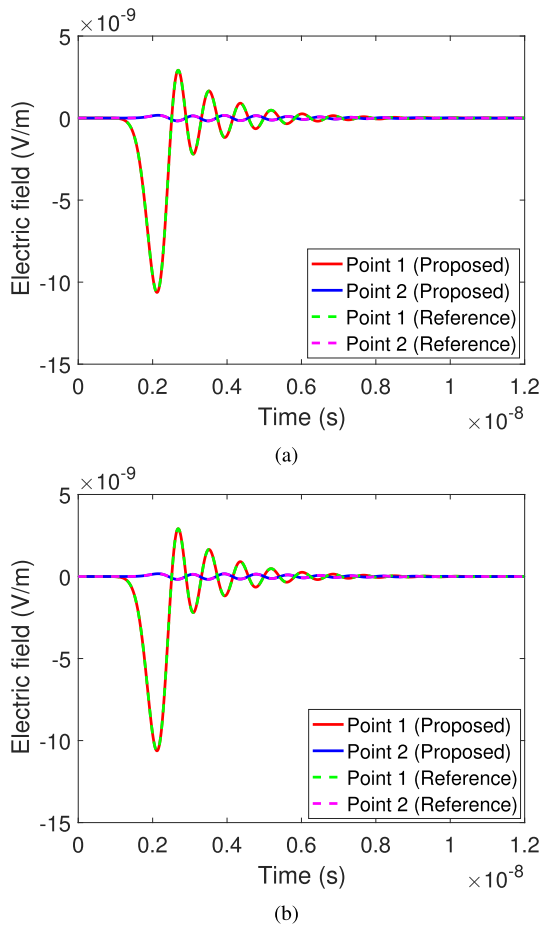 ×10^-9
5
0
-5
-10
-15
Electric field (V/m)
Point 1 (Proposed)
Point 2 (Proposed)
Point 1 (Reference)
Point 2 (Reference)
0 0.2 0.4 0.6 0.8 1 1.2
Time (s)
×10^-8
(a)
×10^-9
5
0
-5
-10
-15
Electric field (V/m)
Point 1 (Proposed)
Point 2 (Proposed)
Point 1 (Reference)
Point 2 (Reference)
0 0.2 0.4 0.6 0.8 1 1.2
Time (s)
×10^-8
(b)